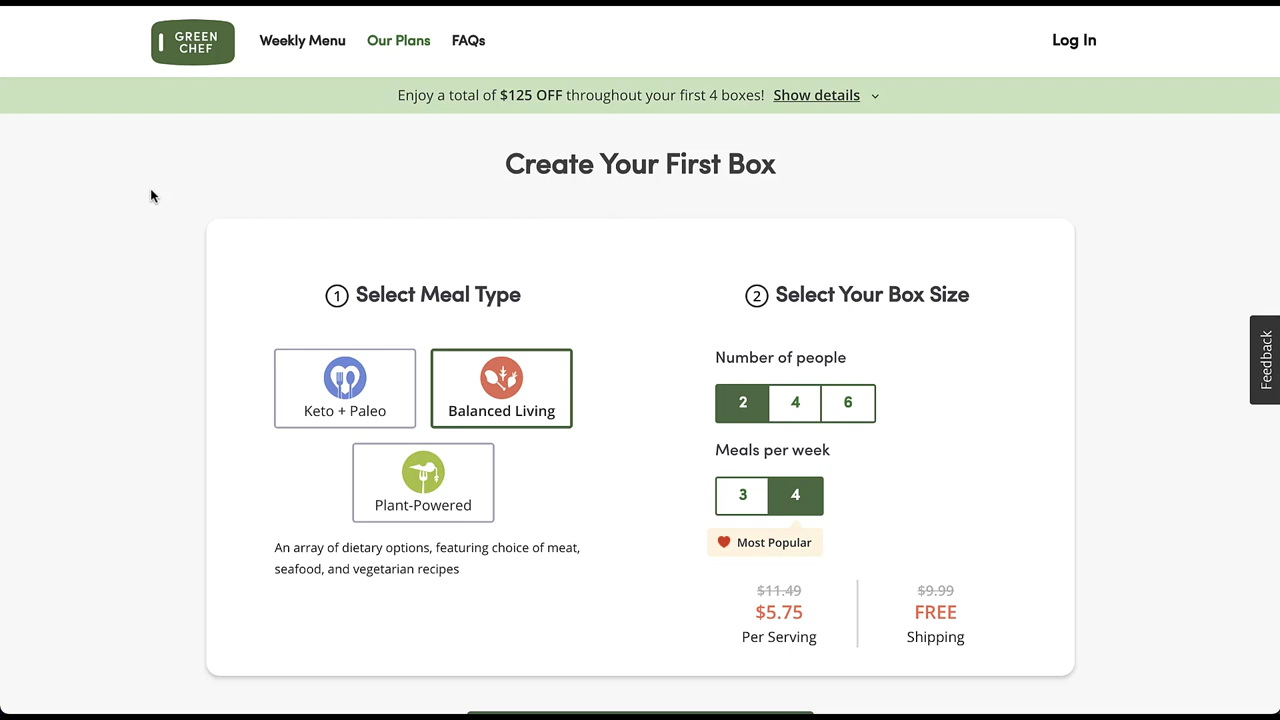 GREEN
CHEF
Weekly Menu
Our Plans
FAQs
Log In
Enjoy a total of $125 OFF throughout your first 4 boxes! Show details
Create Your First Box
1 Select Meal Type
Keto + Paleo
Balanced Living
Plant-Powered
An array of dietary options, featuring choice of meat,
seafood, and vegetarian recipes
2 Select Your Box Size
Number of people
2 4 6
Meals per week
3 4
Most Popular
$11.49
$5.75
Per Serving
$9.99
FREE
Shipping
Feedback